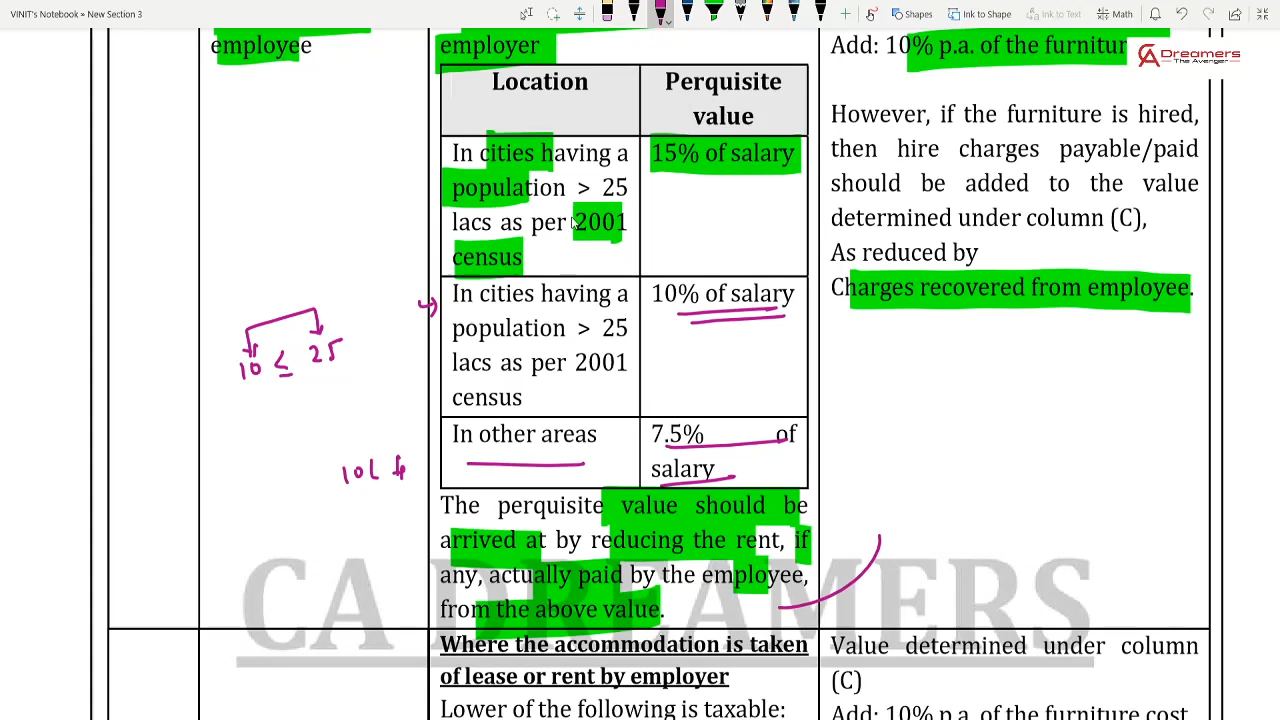 VINIT's Notebook » New Section 3
Shapes
Ink to Shape
Ink to Text
Math
Share
Dreamers
The Avenger
employee
employer
Location
Perquisite value
In cities having a
population > 25
lacs as per 2001
census
15% of salary
In cities having a
population > 25
lacs as per 2001
census
10% of salary
In other areas
7.5% of
salary
The perquisite value should be
arrived at by reducing the rent, if
any, actually paid by the employee,
from the above value.
Where the accommodation is taken
of lease or rent by employer
Lower of the following is taxable:
Add: 10% p.a. of the furnitur
However, if the furniture is hired,
then hire charges payable/paid
should be added to the value
determined under column (C),
As reduced by
Charges recovered from employee.
Value determined under column
(C)
Add: 10% p.a. of the furniture cost
10 ≤ 25
10L
CA DREAMERS